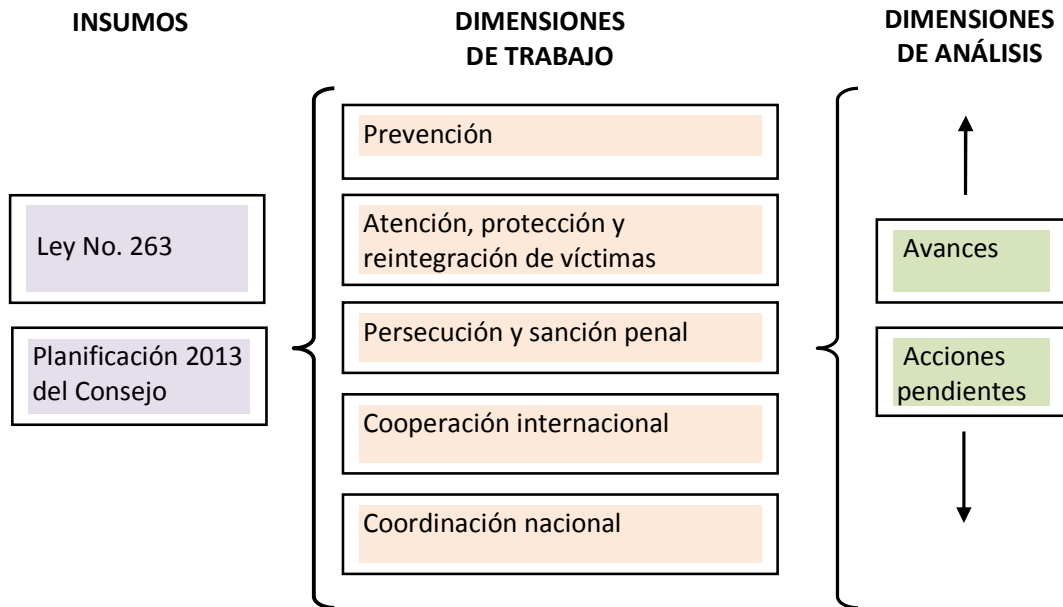 INSUMOS
DIMENSIONES
DE TRABAJO
DIMENSIONES
DE ANÁLISIS
Ley No. 263
Planificación 2013
del Consejo
Prevención
Atención, protección y
reintegración de víctimas
Persecución y sanción penal
Cooperación internacional
Coordinación nacional
Avances
Acciones
pendientes